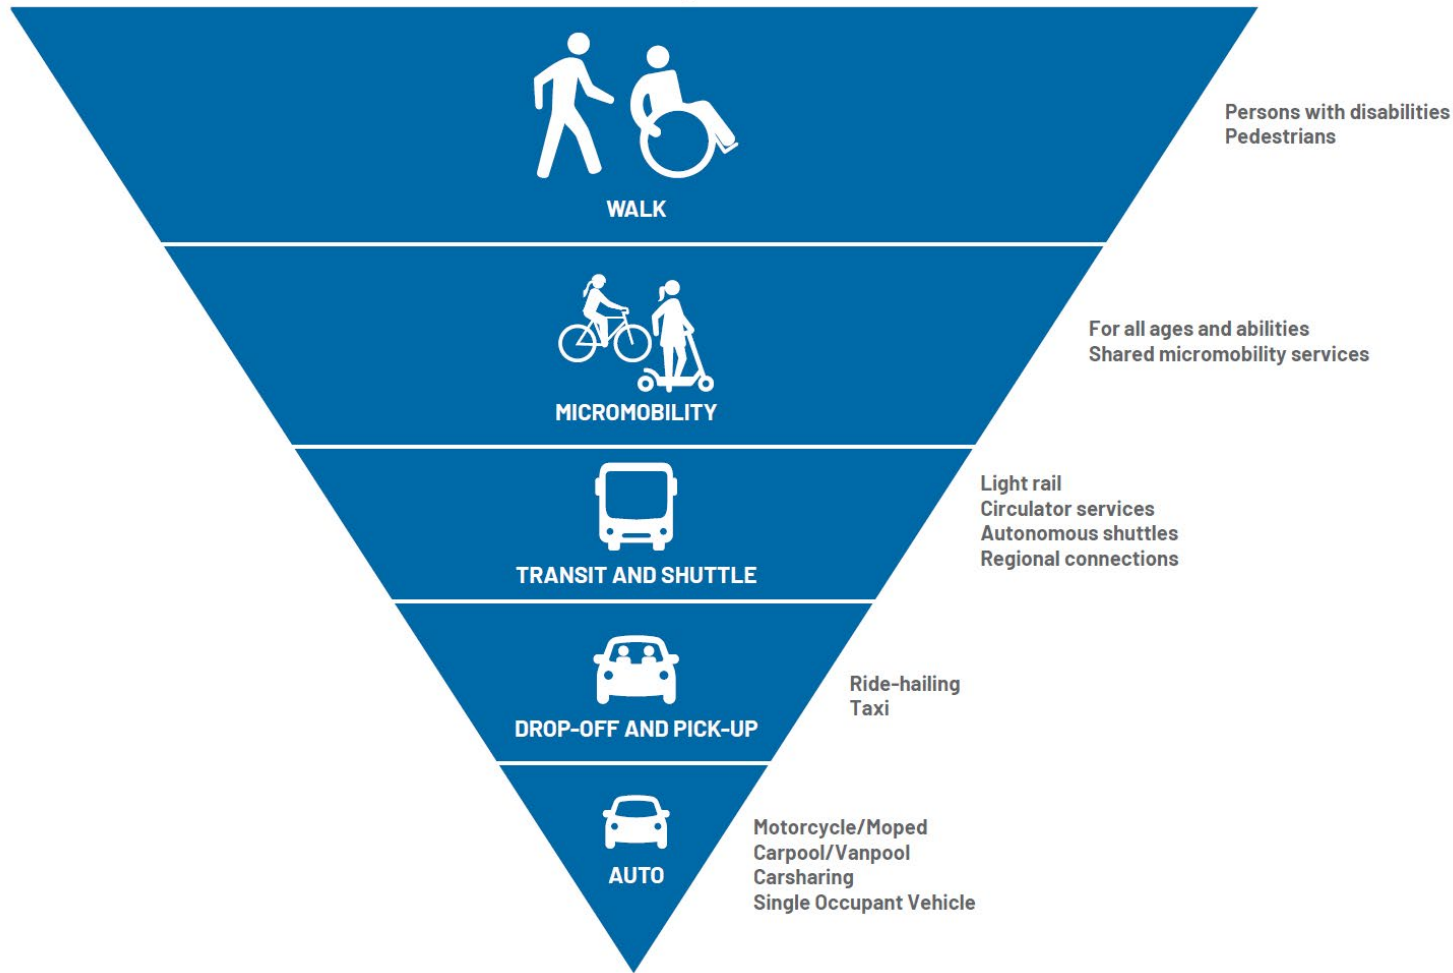 Persons with disabilities
Pedestrians
WALK
For all ages and abilities
Shared micromobility services
MICROMOBILITY
Light rail
Circulator services
Autonomous shuttles
Regional connections
TRANSIT AND SHUTTLE
Ride-hailing
Taxi
DROP-OFF AND PICK-UP
Motorcycle/Moped
Carpool/Vanpool
Carsharing
Single Occupant Vehicle
AUTO